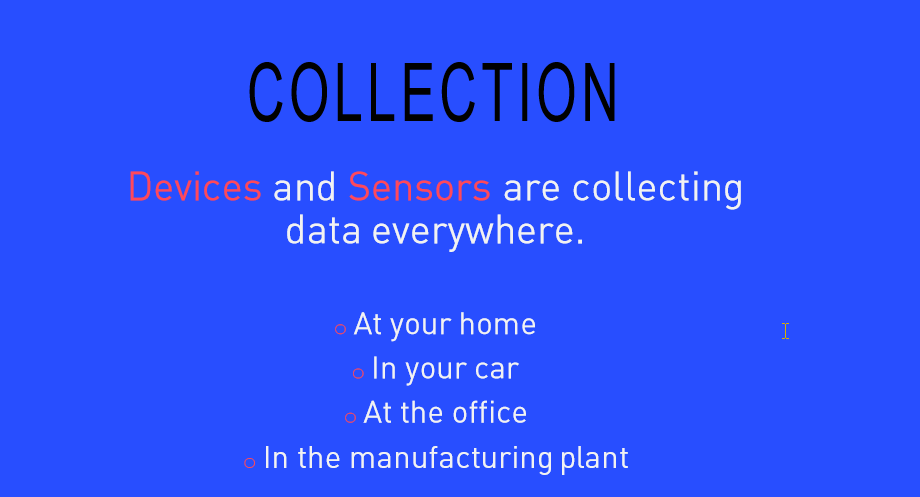 COLLECTION
Devices and Sensors are collecting
data everywhere.
At your home
In your car
At the office
In the manufacturing plant